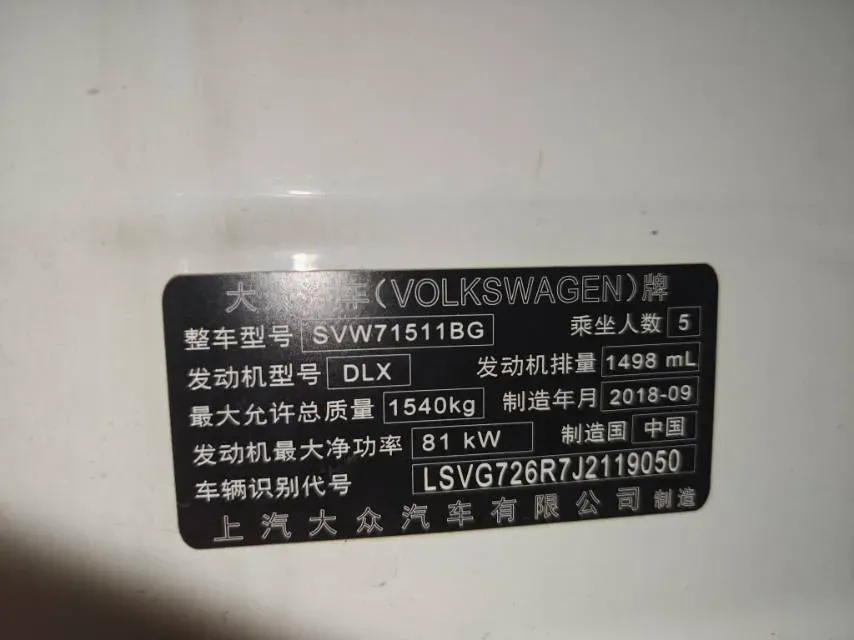 大众汽车(VOLKSWAGEN)牌
整车型号 SVW71511BG 乘坐人数 5
发动机型号 DLX 发动机排量 1498 mL
最大允许总质量 1540kg 制造年月 2018-09
发动机最大净功率 81 kW 制造国 中国
车辆识别代号 LSVG726R7J2119050
上汽大众汽车有限公司 制造